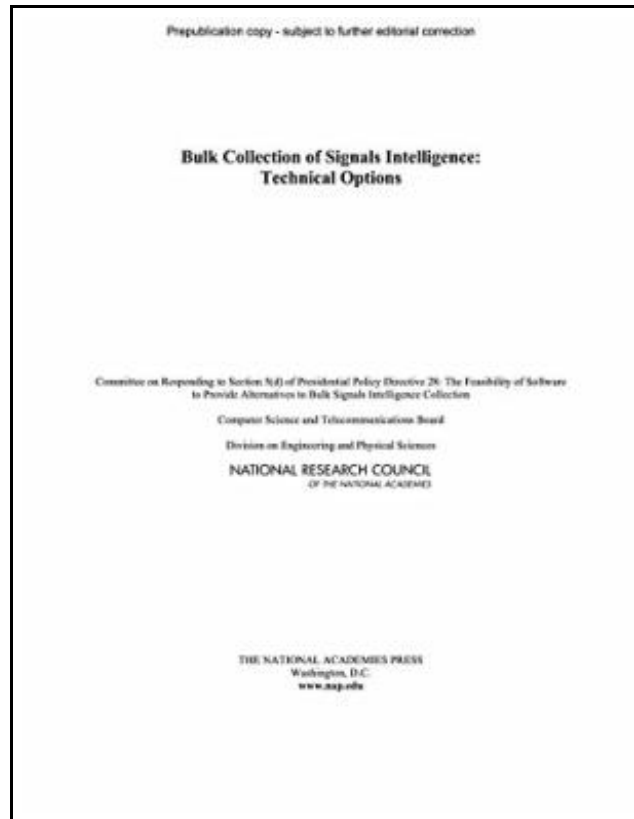 Prepublication copy - subject to further editorial correction
Bulk Collection of Signals Intelligence:
Technical Options
Committee on Responding to Section 5(d) of Presidential Policy Directive 28: The Feasibility of Software
to Provide Alternatives to Bulk Signals Intelligence Collection
Computer Science and Telecommunications Board
Division on Engineering and Physical Sciences
NATIONAL RESEARCH COUNCIL
OF THE NATIONAL ACADEMIES
THE NATIONAL ACADEMIES PRESS
Washington, D.C.
www.nap.edu